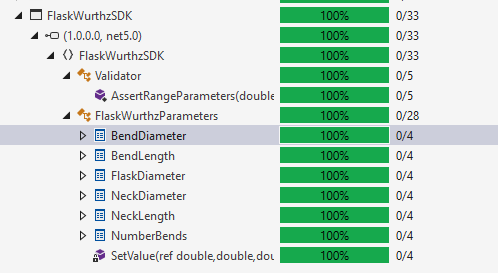 FlaskWurthzSDK 100% 0/33
(1.0.0.0, net5.0) 100% 0/33
{} FlaskWurthzSDK 100% 0/33
Validator 100% 0/5
AssertRangeParameters(double 100% 0/5
FlaskWurthzParameters 100% 0/28
BendDiameter 100% 0/4
BendLength 100% 0/4
FlaskDiameter 100% 0/4
NeckDiameter 100% 0/4
NeckLength 100% 0/4
NumberBends 100% 0/4
SetValue(ref double,double,dou 100% 0/4